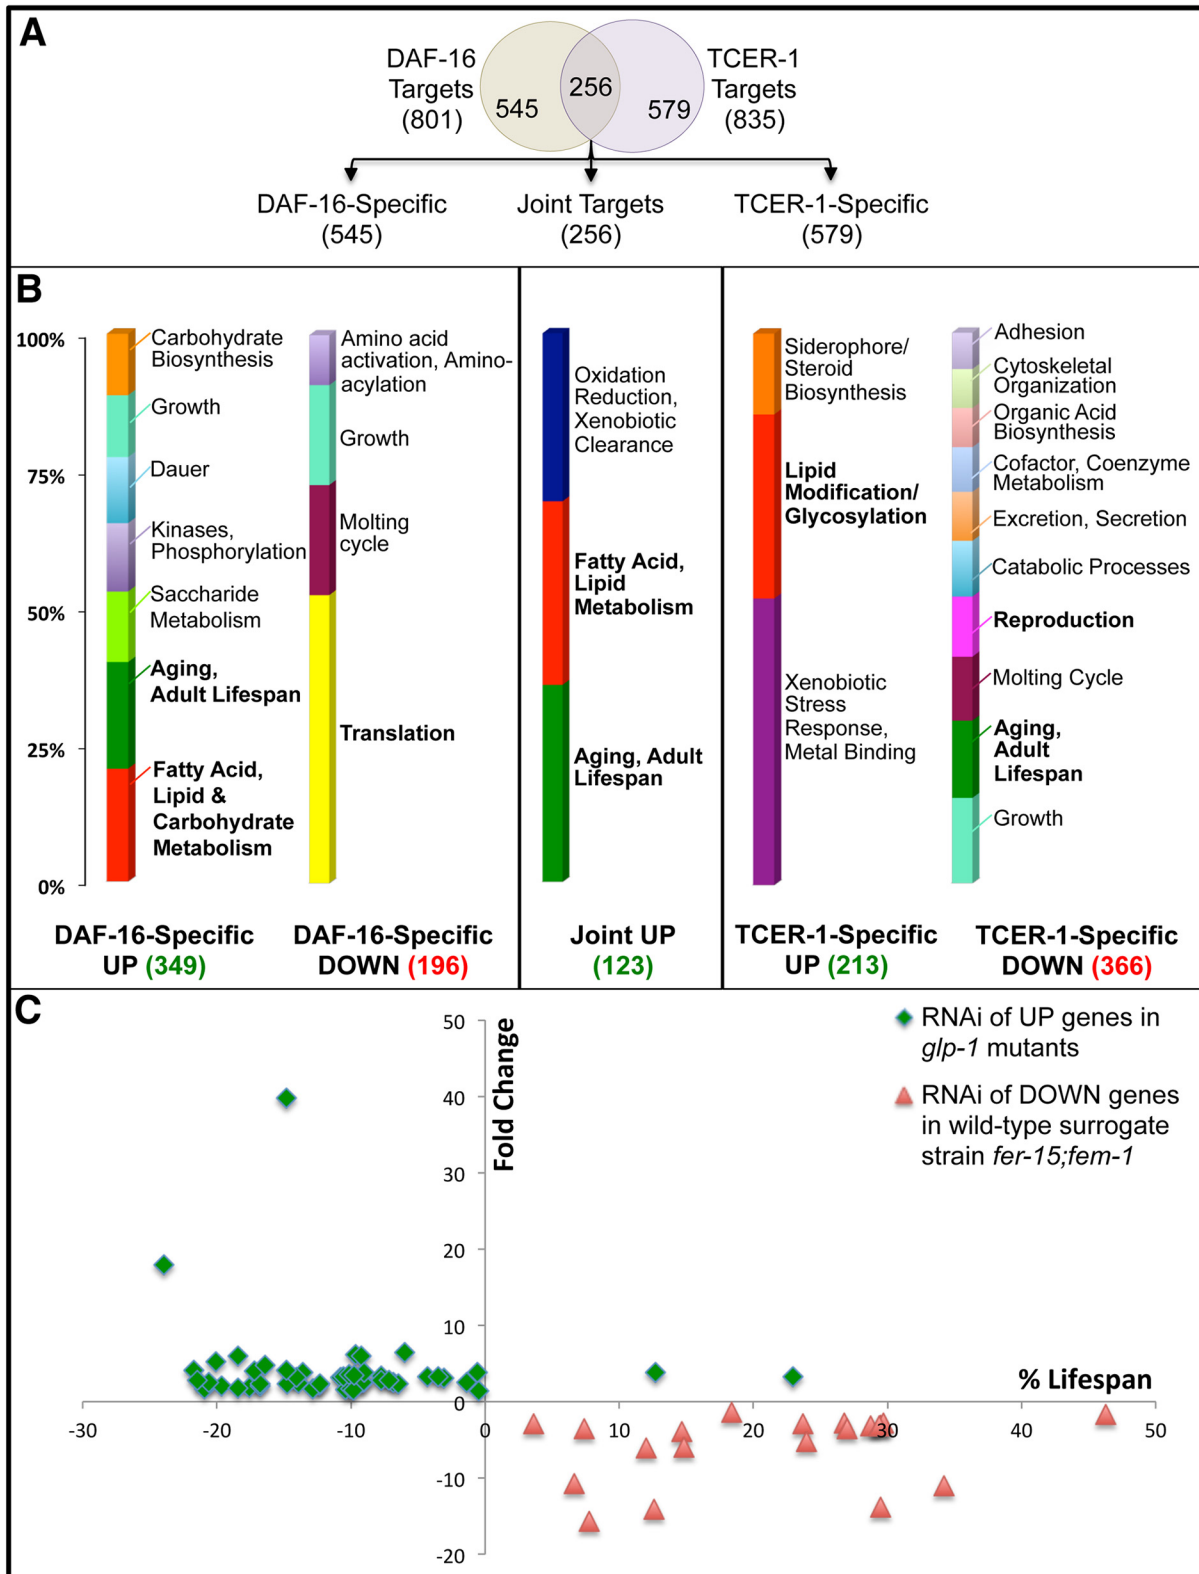 A
DAF-16
Targets
(801)
545
256
579
TCER-1
Targets
(835)
DAF-16-Specific
(545)
Joint Targets
(256)
TCER-1-Specific
(579)
B
100%
75%
50%
25%
0%
Carbohydrate
Biosynthesis
Growth
Dauer
Kinases,
Phosphorylation
Saccharide
Metabolism
Aging,
Adult Lifespan
Fatty Acid,
Lipid &
Carbohydrate
Metabolism
DAF-16-Specific
UP (349)
Amino acid
activation, Amino-
acylation
Growth
Molting
cycle
Translation
DAF-16-Specific
DOWN (196)
Oxidation
Reduction,
Xenobiotic
Clearance
Fatty Acid,
Lipid
Metabolism
Aging, Adult
Lifespan
Joint UP
(123)
Siderophore/
Steroid
Biosynthesis
Lipid
Modification/
Glycosylation
Xenobiotic
Stress
Response,
Metal Binding
TCER-1-Specific
UP (213)
Adhesion
Cytoskeletal
Organization
Organic Acid
Biosynthesis
Cofactor, Coenzyme
Metabolism
Excretion, Secretion
Catabolic Processes
Reproduction
Molting Cycle
Aging,
Adult
Lifespan
Growth
TCER-1-Specific
DOWN (366)
C
50
40
30
20
10
0
-10
-20
Fold Change
RNAi of UP genes in
glp-1 mutants
RNAi of DOWN genes
in wild-type surrogate
strain fer-15;fem-1
% Lifespan
-30
-20
-10
0
10
20
30
40
50